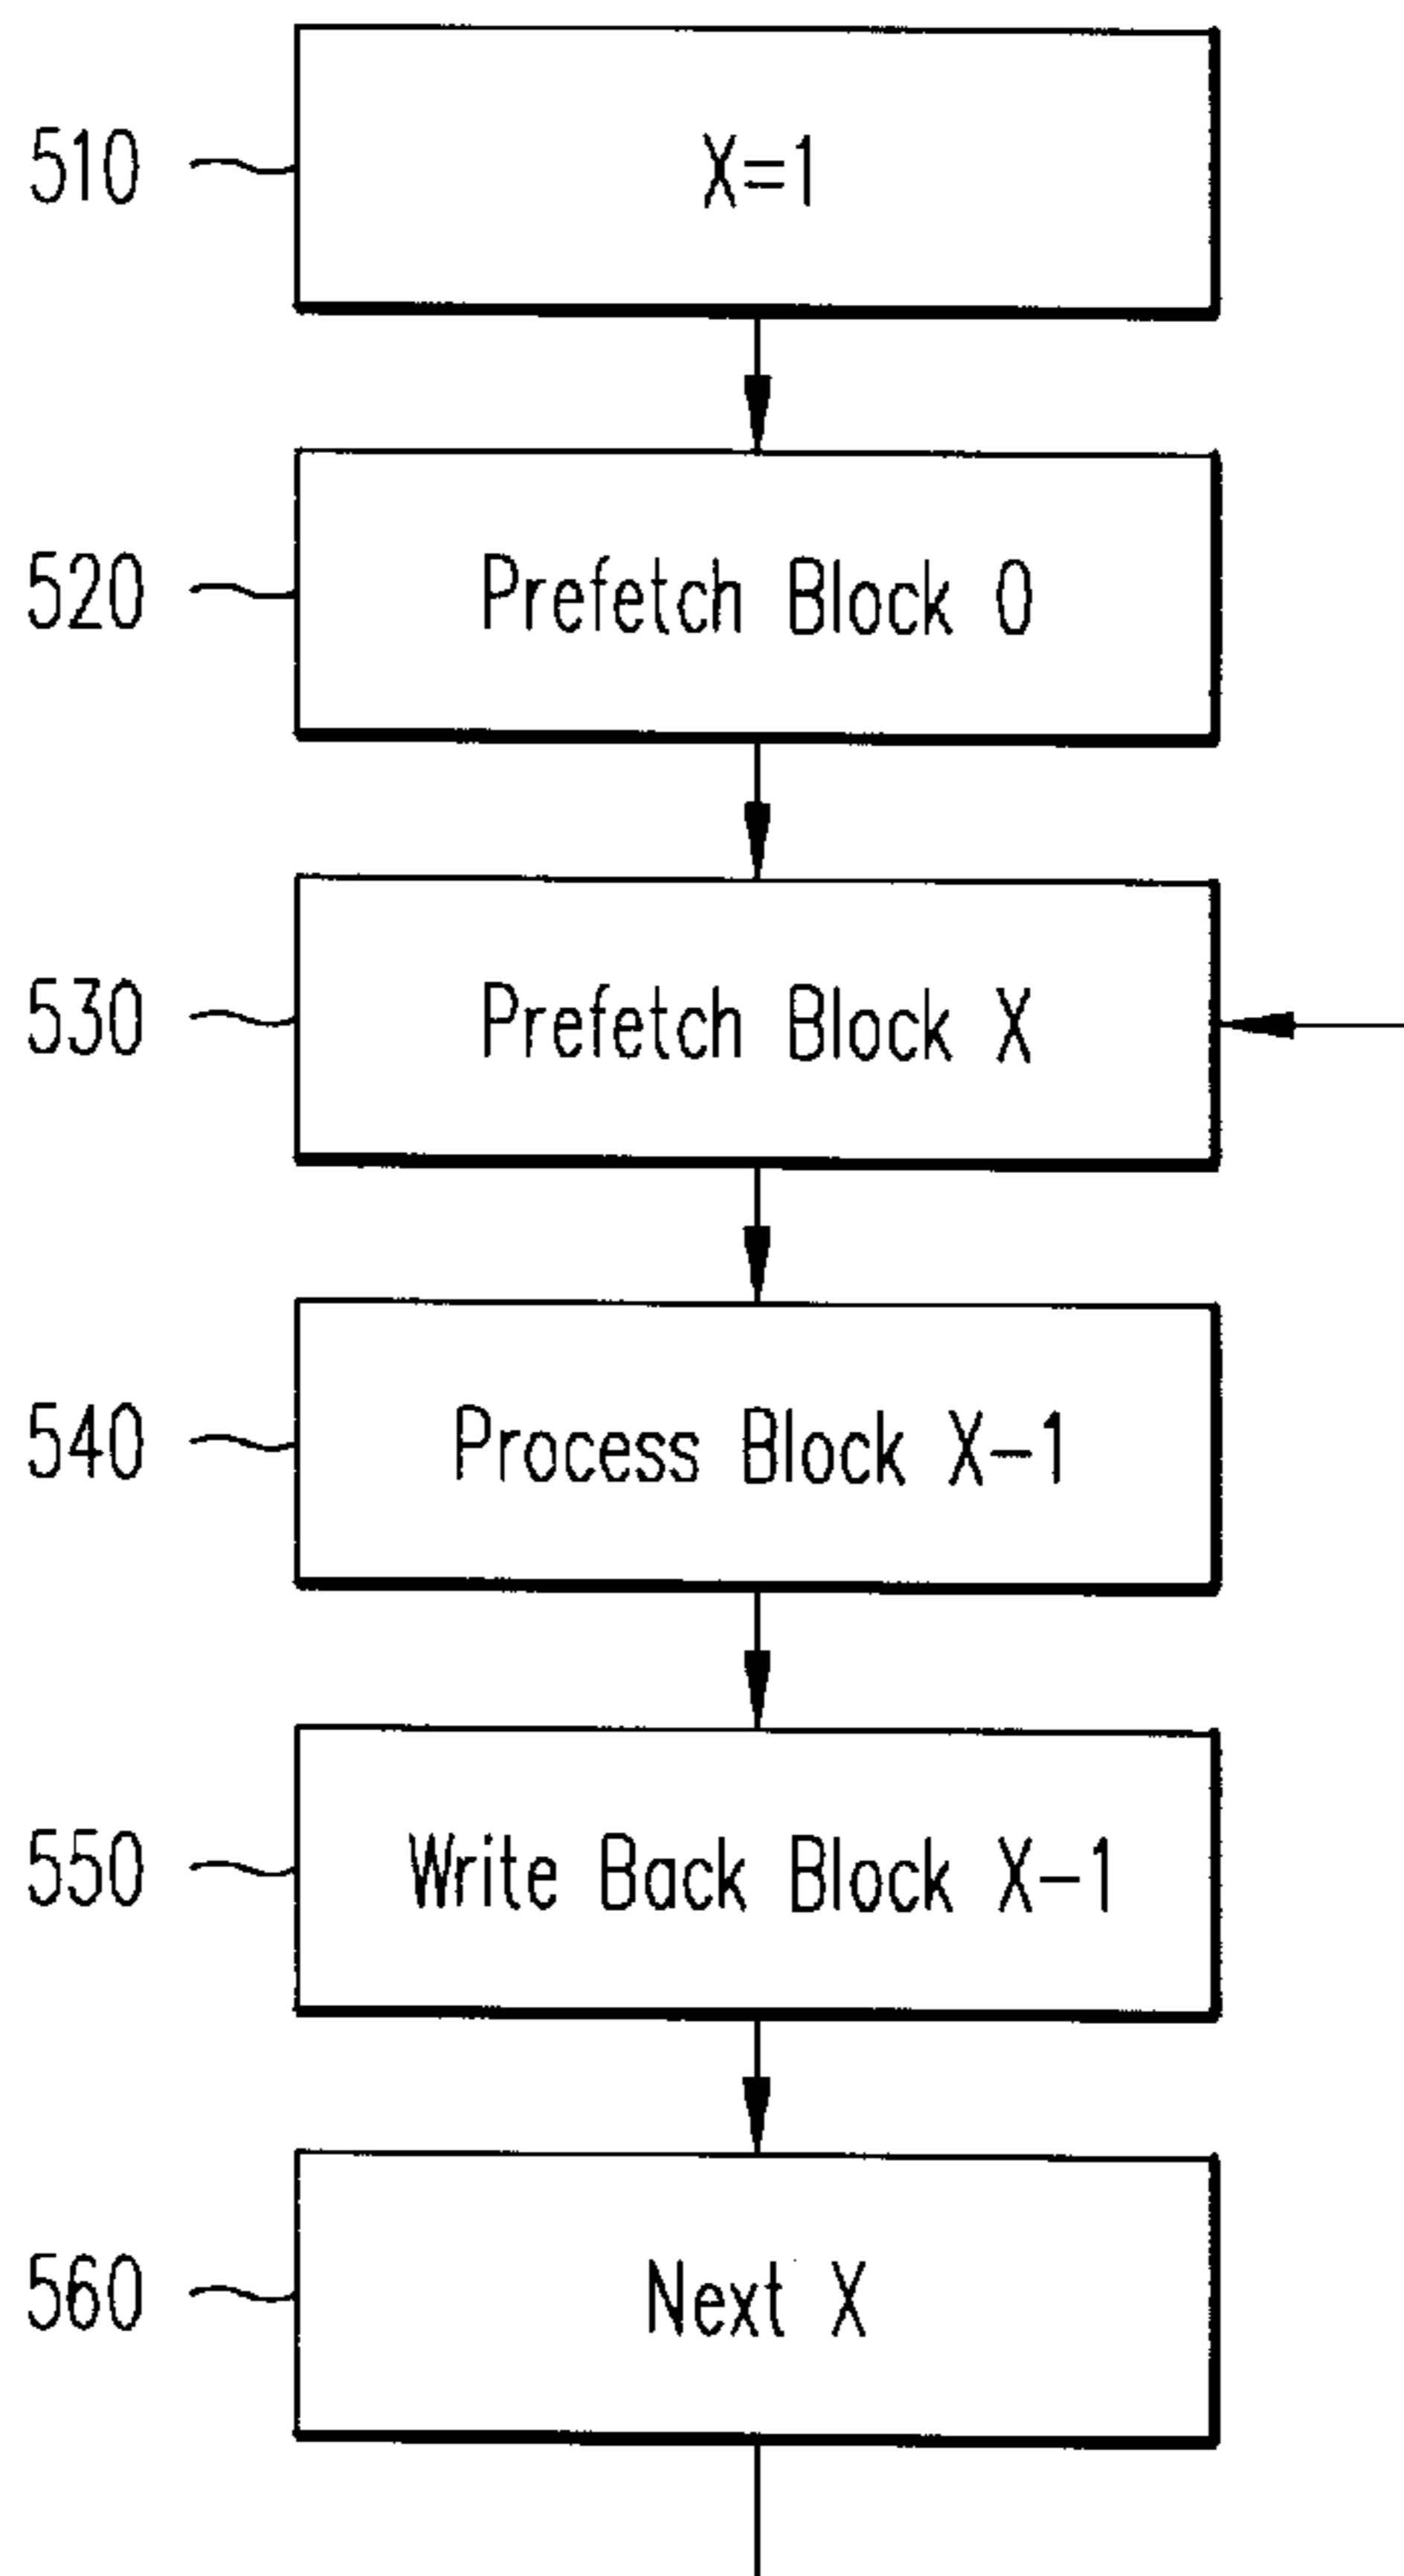 510 X=1
520 Prefetch Block 0
530 Prefetch Block X
540 Process Block X-1
550 Write Back Block X-1
560 Next X